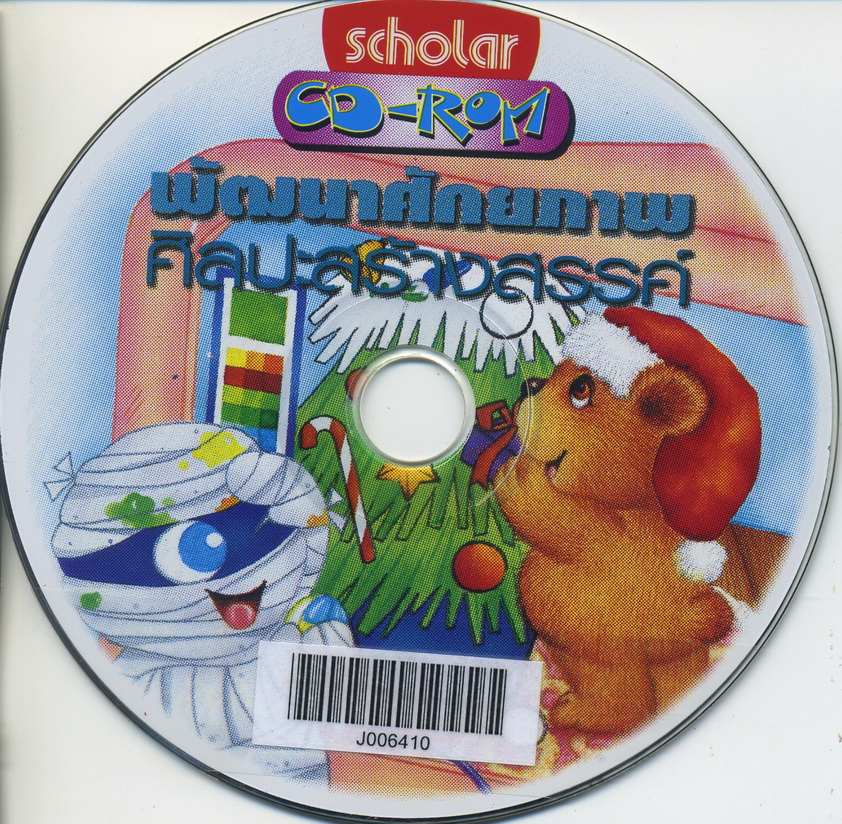 scholar
CD-ROM
พัฒนาศักยภาพ
ศิลปะสร้างสรรค์
J006410